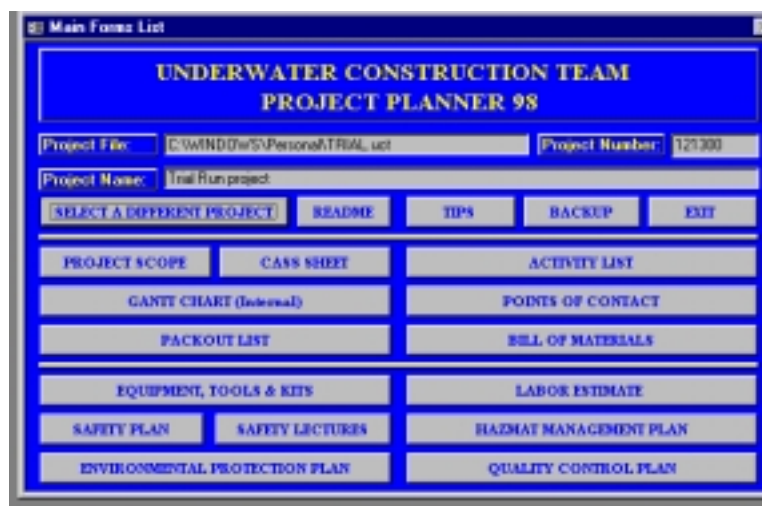 Main Forms List
UNDERWATER CONSTRUCTION TEAM
PROJECT PLANNER 98
Project File: C:\WINDOWS\Personal\TRIAL.uct Project Number: 121300
Project Name: Trial Run project
SELECT A DIFFERENT PROJECT README TIPS BACKUP EXIT
PROJECT SCOPE CASS SHEET ACTIVITY LIST
GANTT CHART (Internal) POINTS OF CONTACT
PACKOUT LIST BILL OF MATERIALS
EQUIPMENT, TOOLS & KITS LABOR ESTIMATE
SAFETY PLAN SAFETY LECTURES HAZMAT MANAGEMENT PLAN
ENVIRONMENTAL PROTECTION PLAN QUALITY CONTROL PLAN